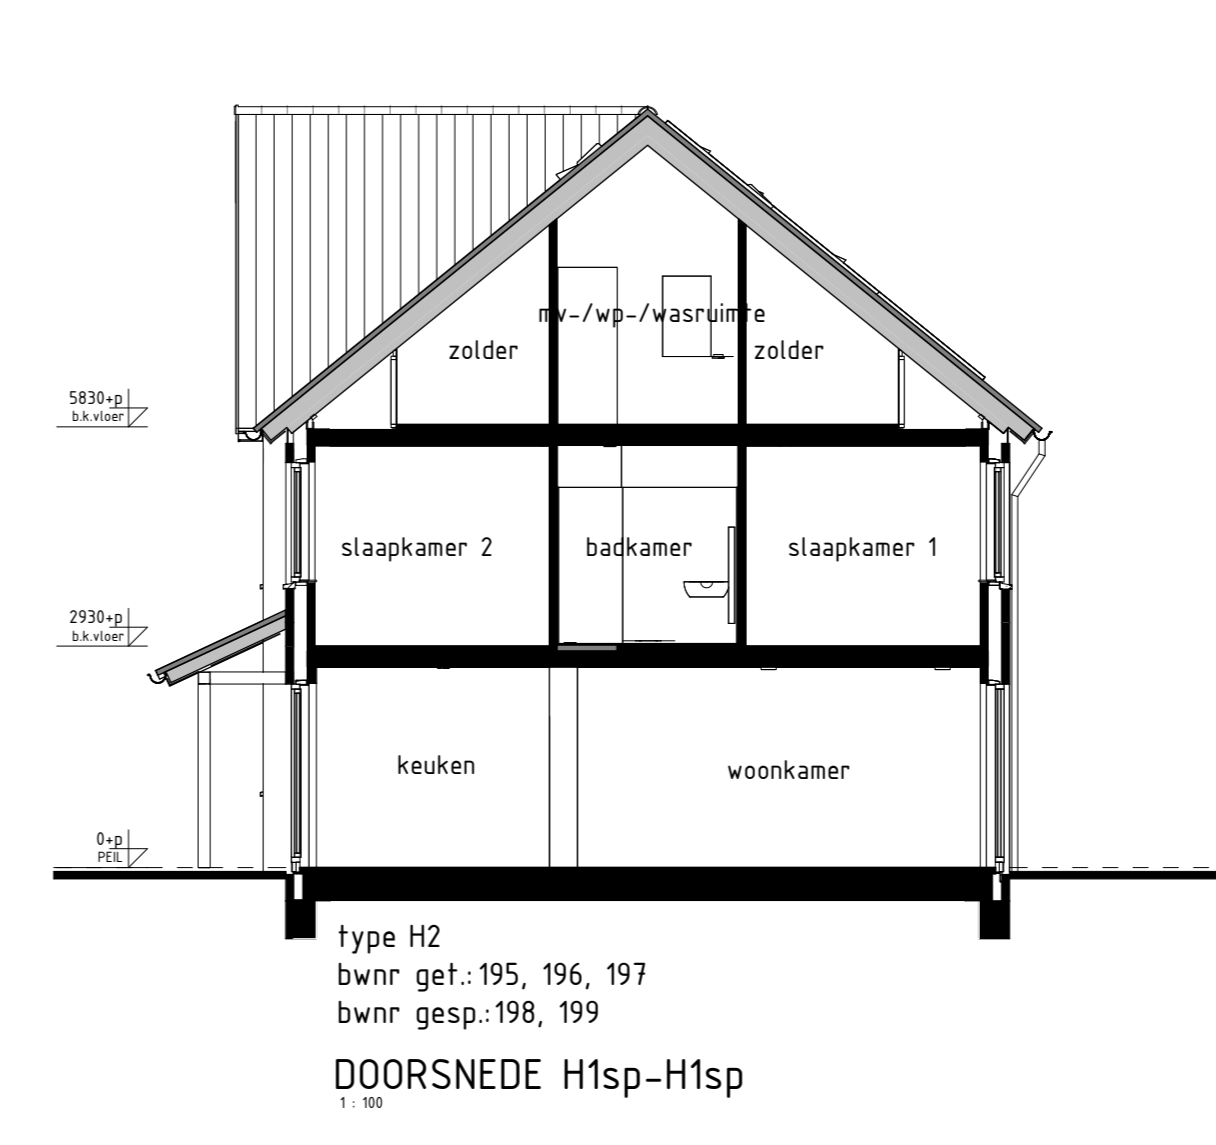 mv-/wp-/wasruimte
zolder
zolder
5830+p
b.k.vloer
slaapkamer 2
badkamer
slaapkamer 1
2930+p
b.k.vloer
keuken
woonkamer
0+p
PEIL
type H2
bwnr get.: 195, 196, 197
bwnr gesp.: 198, 199
DOORSNEDE H1sp-H1sp
1 : 100